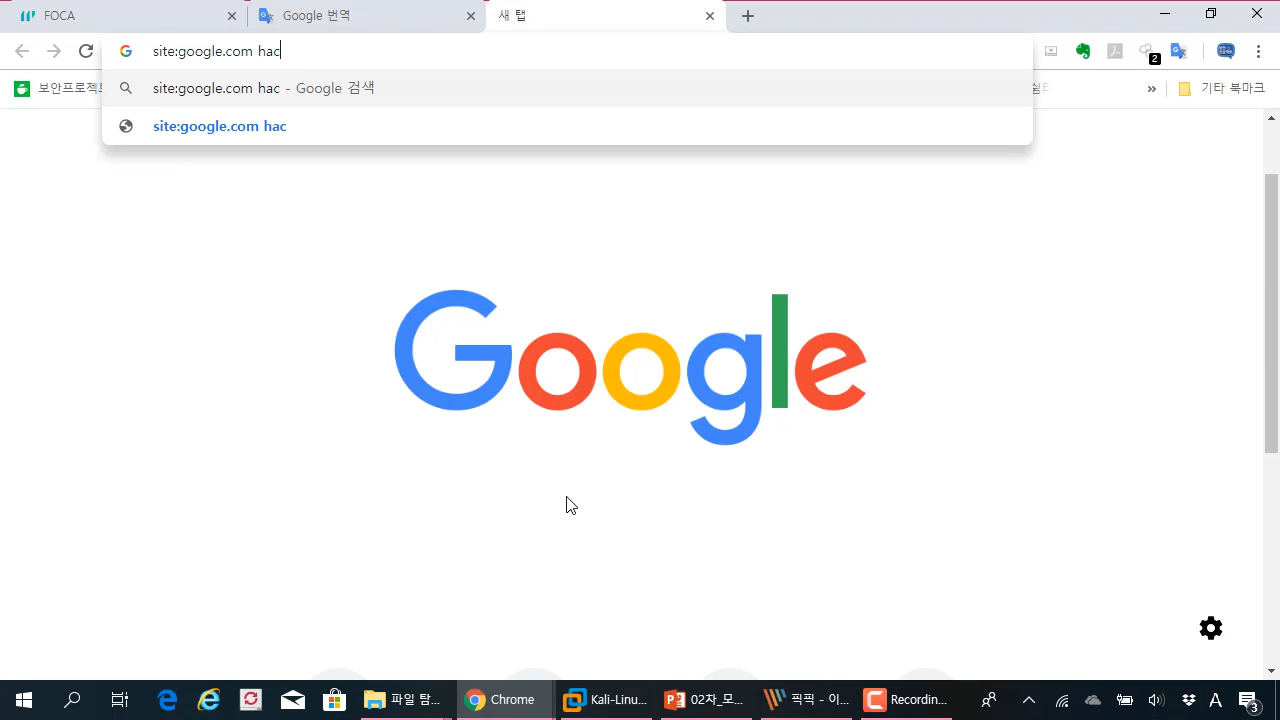 FOCA
Google 번역
새 탭
site:google.com hac
2
site:google.com hac - Google 검색
site:google.com hac
보안프로젝트
기타 북마크
Google
파일 탐...
Chrome
Kali-Linu...
02차_모...
픽픽 - 이...
Recordin...
A
3